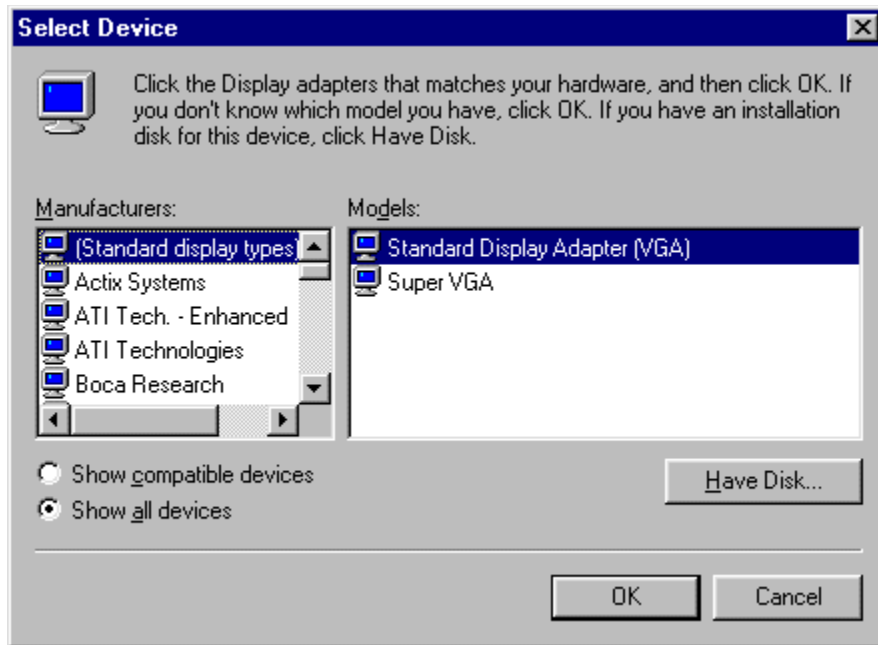 Select Device
Click the Display adapters that matches your hardware, and then click OK. If
you don't know which model you have, click OK. If you have an installation
disk for this device, click Have Disk.
Manufacturers:
(Standard display types)
Actix Systems
ATI Tech. - Enhanced
ATI Technologies
Boca Research
Models:
Standard Display Adapter (VGA)
Super VGA
Show compatible devices
Show all devices
Have Disk...
OK
Cancel